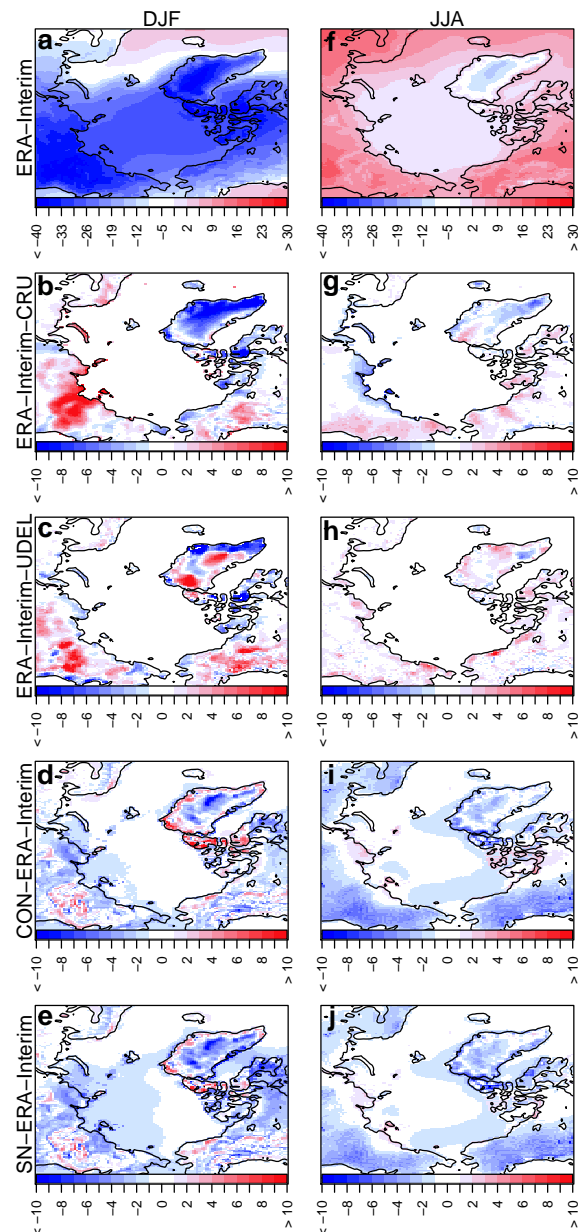 DJF JJA
ERA−Interim
a f
< −40 −33 −26 −19 −12 −5 2 9 16 23 > 30
< −40 −33 −26 −19 −12 −5 2 9 16 23 > 30
ERA−Interim−CRU
b g
< −10 −8 −6 −4 −2 0 2 4 6 8 > 10
< −10 −8 −6 −4 −2 0 2 4 6 8 > 10
ERA−Interim−UDEL
c h
< −10 −8 −6 −4 −2 0 2 4 6 8 > 10
< −10 −8 −6 −4 −2 0 2 4 6 8 > 10
CON−ERA−Interim
d i
< −10 −8 −6 −4 −2 0 2 4 6 8 > 10
< −10 −8 −6 −4 −2 0 2 4 6 8 > 10
SN−ERA−Interim
e j
< −10 −8 −6 −4 −2 0 2 4 6 8 > 10
< −10 −8 −6 −4 −2 0 2 4 6 8 > 10